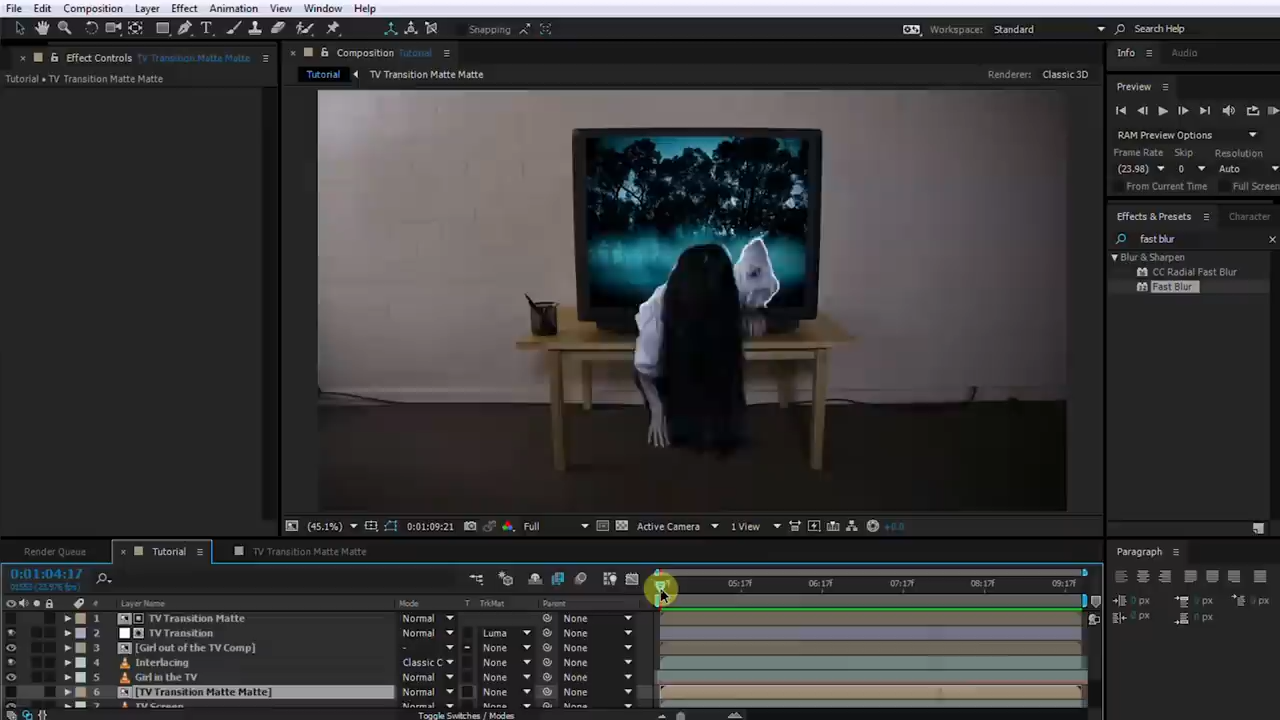 File Edit Composition Layer Effect Animation View Window Help
Snapping Workspace: Standard Search Help
Effect Controls TV Transition Matte Matte
Composition Tutorial
Info Audio
Tutorial • TV Transition Matte Matte
Tutorial TV Transition Matte Matte
Renderer: Classic 3D
Preview
RAM Preview Options
Frame Rate Skip Resolution
(23.98) 0 Auto
From Current Time Full Screen
Effects & Presets Character
fast blur
Blur & Sharpen
CC Radial Fast Blur
Fast Blur
(45.1%) 0:01:09:21 Full Active Camera 1 View +0.0
Render Queue Tutorial TV Transition Matte Matte
Paragraph
0:01:04:17
05:17f 06:17f 07:17f 08:17f 09:17f
# Layer Name Mode T TrkMat Parent
1 TV Transition Matte Normal None
2 TV Transition Normal Luma None
3 [Girl out of the TV Comp] - None None
4 Interlacing Classic C None None
5 Girl in the TV Normal None None
6 [TV Transition Matte Matte] Normal None None
7 TV Screen
Toggle Switches / Modes
0 px 0 px
0 px 0 px
0 px